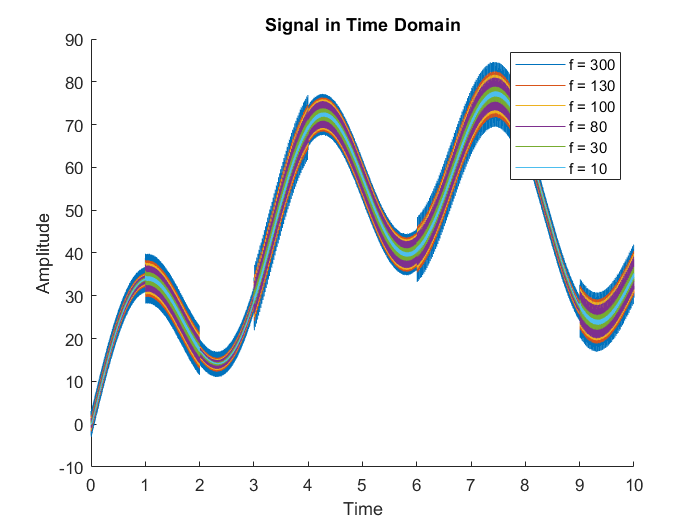 Signal in Time Domain
90
80
70
60
50
40
30
20
10
0
-10
Amplitude
f = 300
f = 130
f = 100
f = 80
f = 30
f = 10
0 1 2 3 4 5 6 7 8 9 10
Time